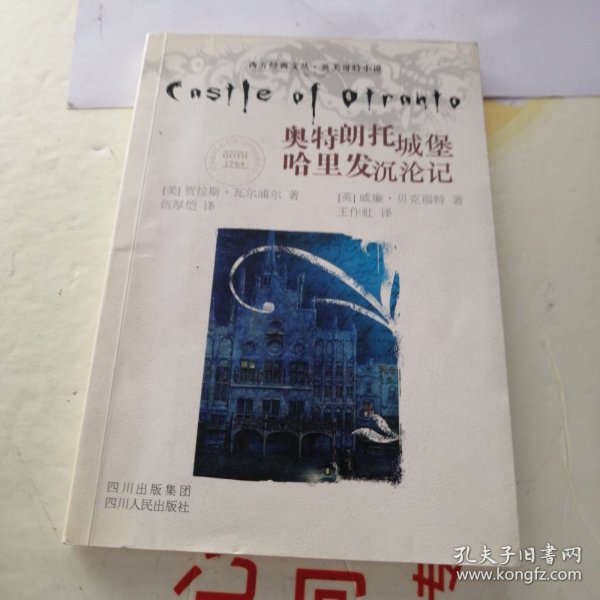 西方经典文丛·英美哥特小说
Castle of Otranto
奥特朗托城堡
哈里发沉沦记
GOTH
1764
[英] 贺拉斯·瓦尔浦尔 著
伍厚恺 译
[英] 威廉·贝克福特 著
王作虹 译
四川出版集团
四川人民出版社
孔夫子旧书网
www.kongfz.com